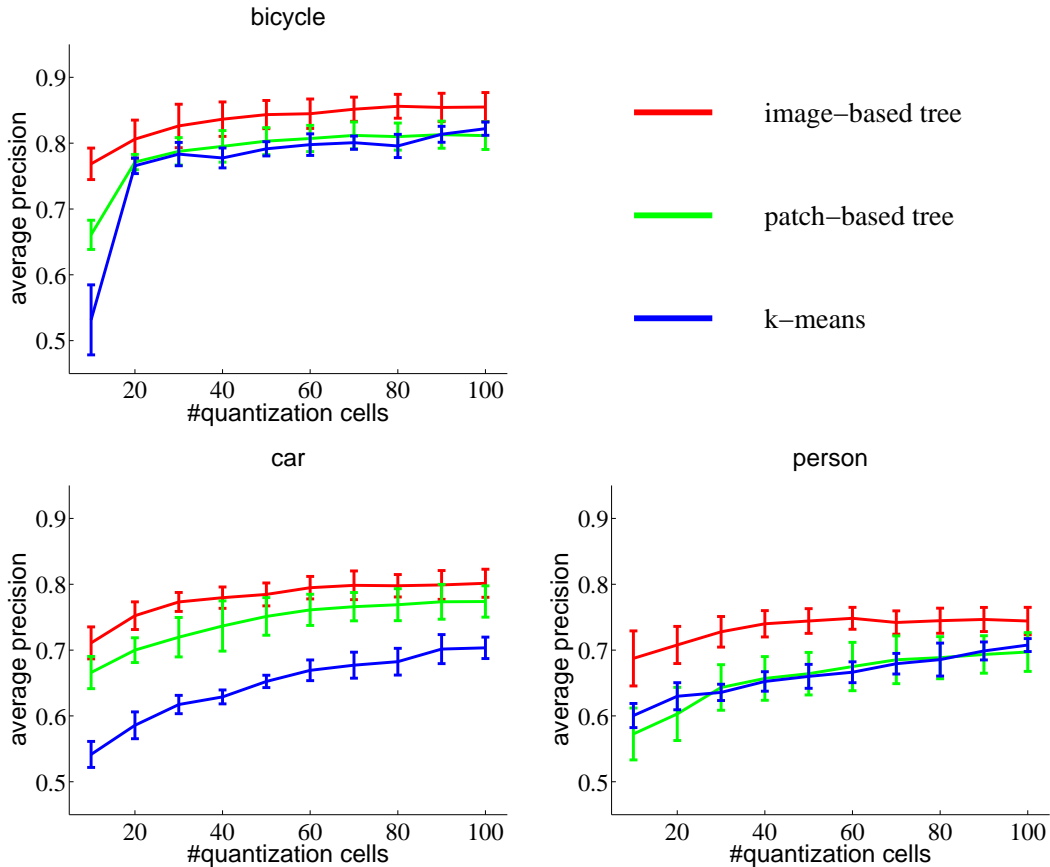 bicycle
average precision
0.9
0.8
0.7
0.6
0.5
20 40 60 80 100
#quantization cells
image−based tree
patch−based tree
k−means
car
average precision
0.9
0.8
0.7
0.6
0.5
20 40 60 80 100
#quantization cells
person
average precision
0.9
0.8
0.7
0.6
0.5
20 40 60 80 100
#quantization cells